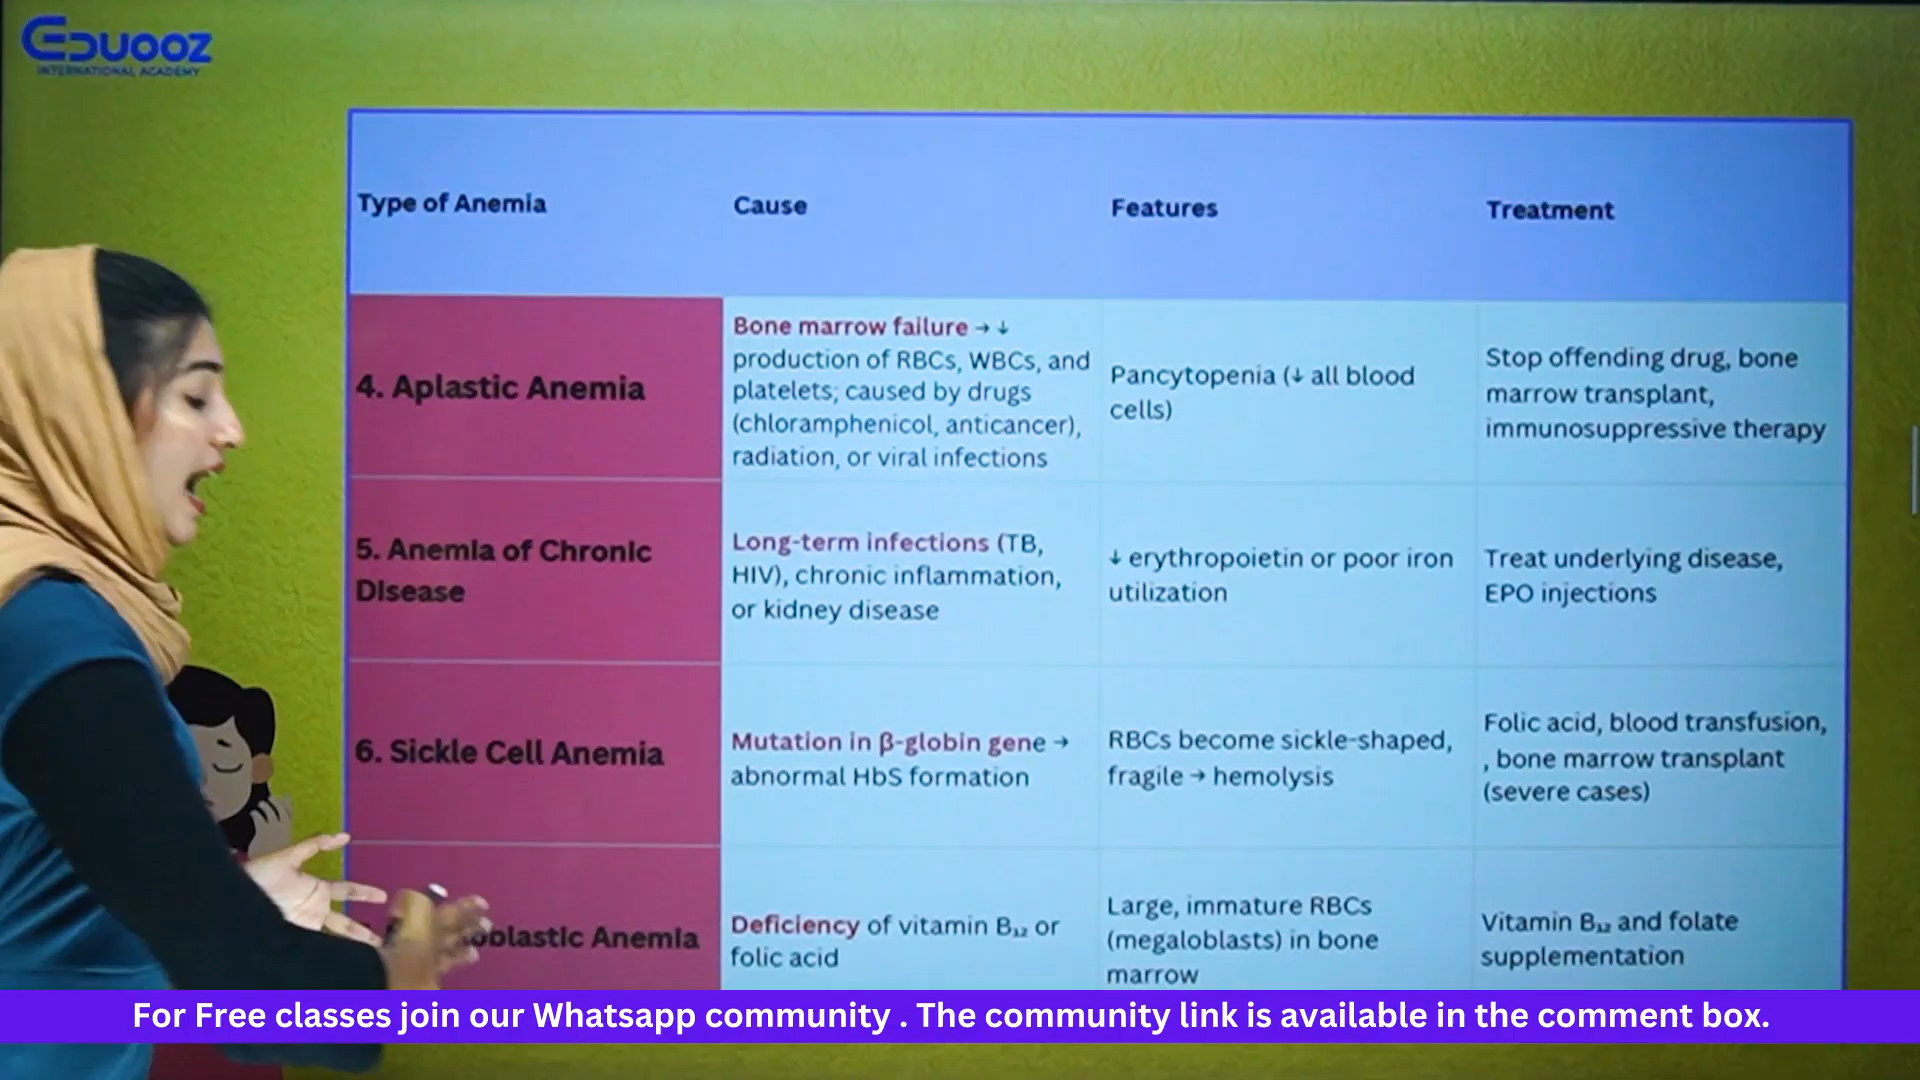 EDUOOZ
INTERNATIONAL ACADEMY
Type of Anemia
Cause
Features
Treatment
4. Aplastic Anemia
Bone marrow failure → ↓
production of RBCs, WBCs, and
platelets; caused by drugs
(chloramphenicol, anticancer),
radiation, or viral infections
Pancytopenia (↓ all blood
cells)
Stop offending drug, bone
marrow transplant,
immunosuppressive therapy
5. Anemia of Chronic
Disease
Long-term infections (TB,
HIV), chronic inflammation,
or kidney disease
↓ erythropoietin or poor iron
utilization
Treat underlying disease,
EPO injections
6. Sickle Cell Anemia
Mutation in β-globin gene →
abnormal HbS formation
RBCs become sickle-shaped,
fragile → hemolysis
Folic acid, blood transfusion,
, bone marrow transplant
(severe cases)
oblastic Anemia
Deficiency of vitamin B₁₂ or
folic acid
Large, immature RBCs
(megaloblasts) in bone
marrow
Vitamin B₁₂ and folate
supplementation
For Free classes join our Whatsapp community . The community link is available in the comment box.